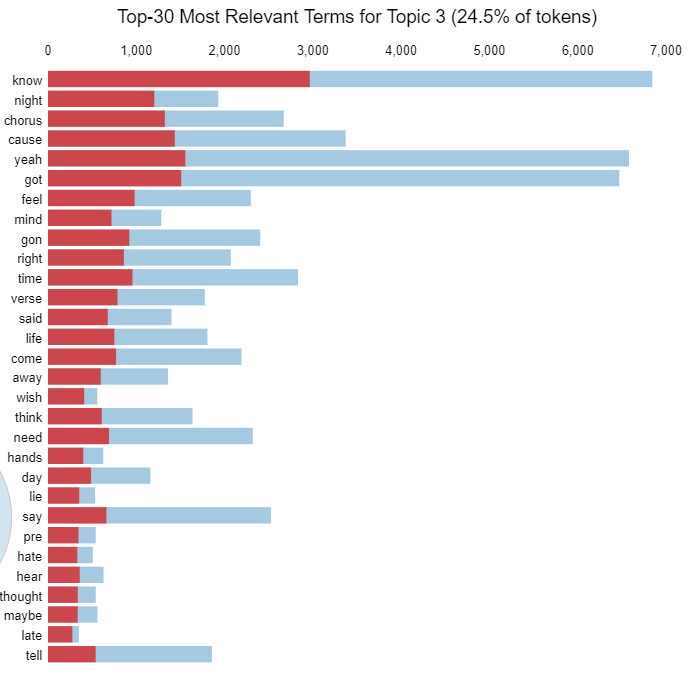 Top-30 Most Relevant Terms for Topic 3 (24.5% of tokens)
0 1,000 2,000 3,000 4,000 5,000 6,000 7,000
know
night
chorus
cause
yeah
got
feel
mind
gon
right
time
verse
said
life
come
away
wish
think
need
hands
day
lie
say
pre
hate
hear
thought
maybe
late
tell